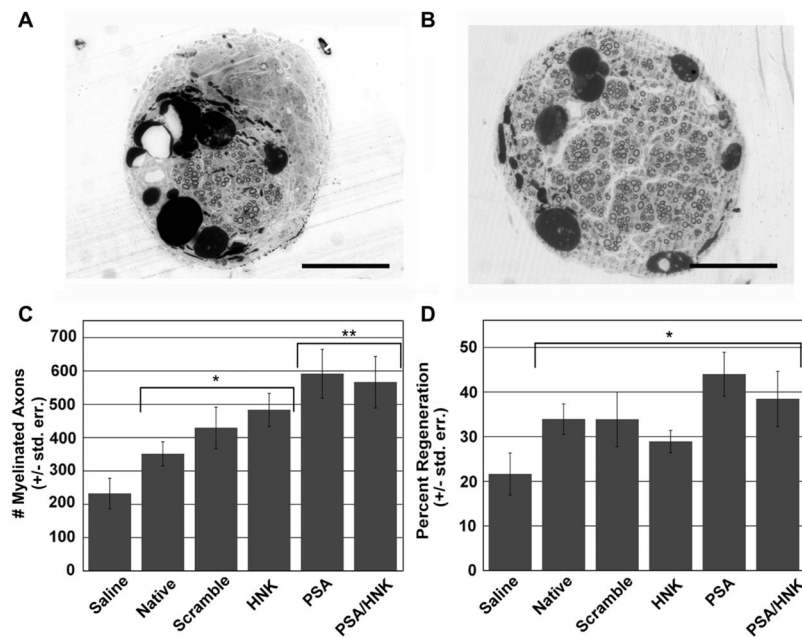 A
B
C
# Myelinated Axons
(+/- std. err.)
700
600
500
400
300
200
100
0
*
**
Saline
Native
Scramble
HNK
PSA
PSA/HNK
D
Percent Regeneration
(+/- std. err.)
50
40
30
20
10
0
*
Saline
Native
Scramble
HNK
PSA
PSA/HNK